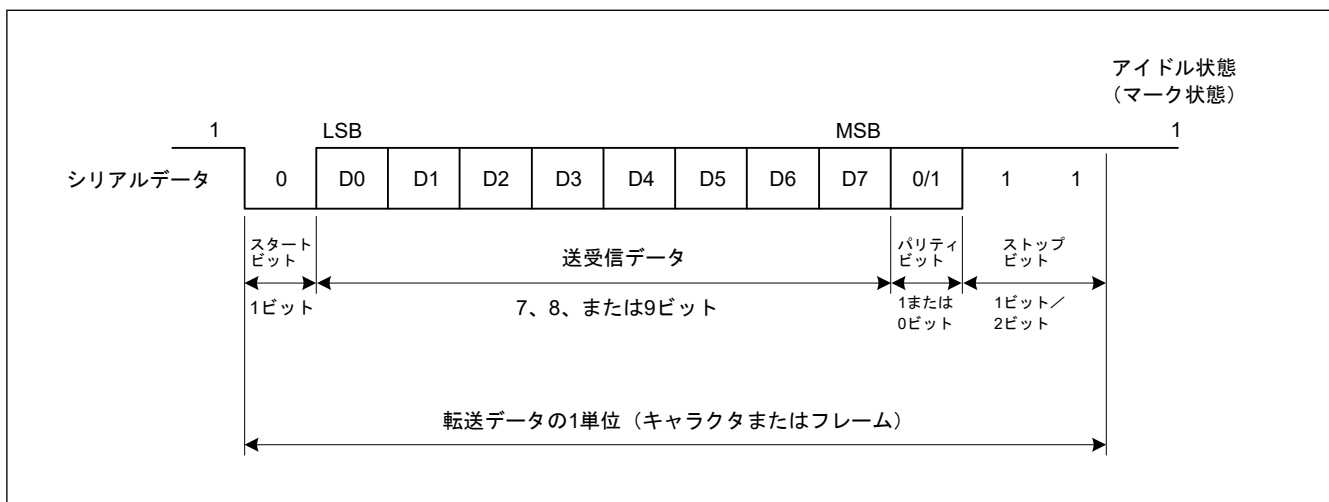 アイドル状態
（マーク状態）
1 LSB MSB 1
シリアルデータ 0 D0 D1 D2 D3 D4 D5 D6 D7 0/1 1 1
スタート
ビット
送受信データ
パリティ
ビット
ストップ
ビット
1ビット
7、8、または9ビット
1または
0ビット
1ビット／
2ビット
転送データの1単位（キャラクタまたはフレーム）